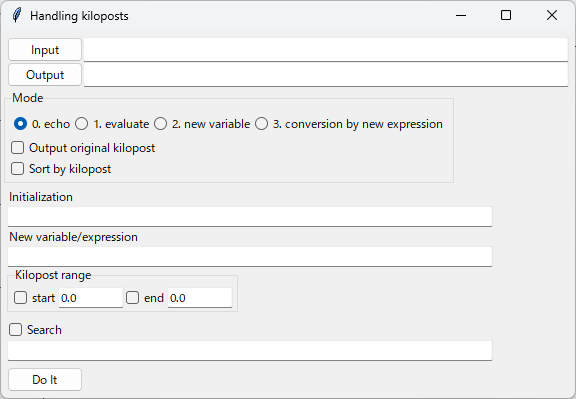 Handling kiloposts
Input
Output
Mode
0. echo 1. evaluate 2. new variable 3. conversion by new expression
Output original kilopost
Sort by kilopost
Initialization
New variable/expression
Kilopost range
start 0.0 end 0.0
Search
Do It